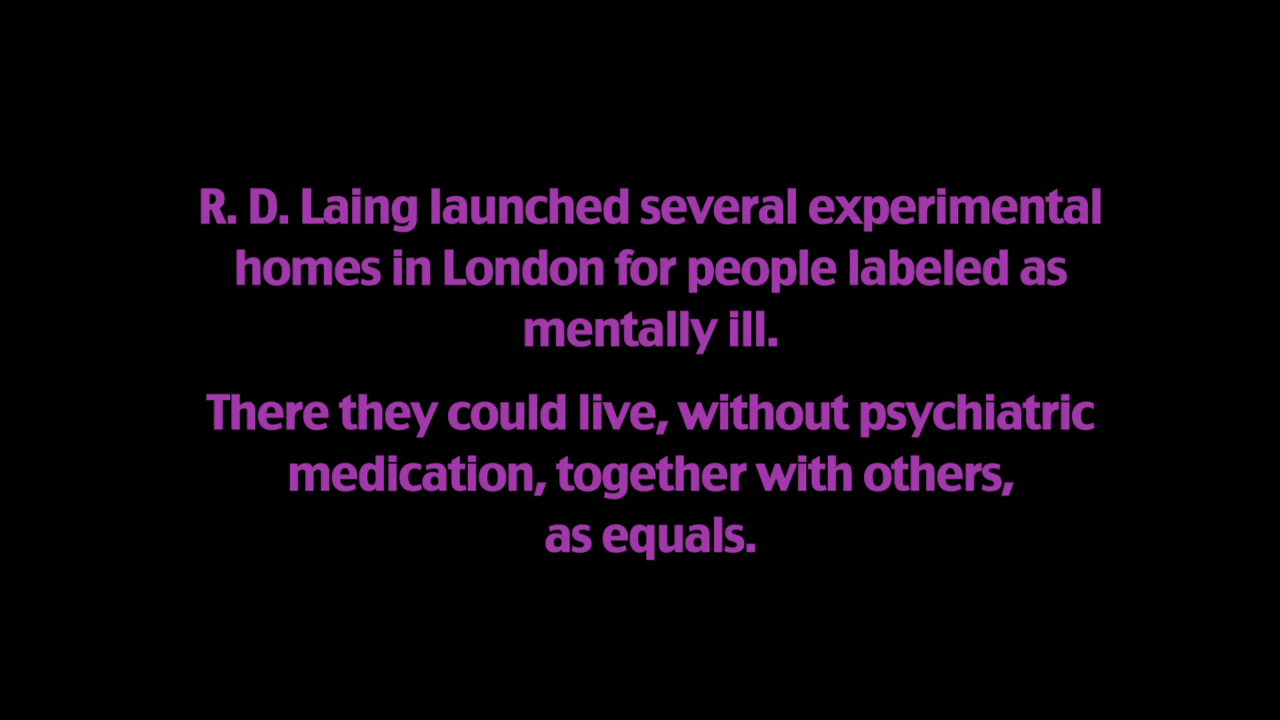 R. D. Laing launched several experimental
homes in London for people labeled as
mentally ill.
There they could live, without psychiatric
medication, together with others,
as equals.